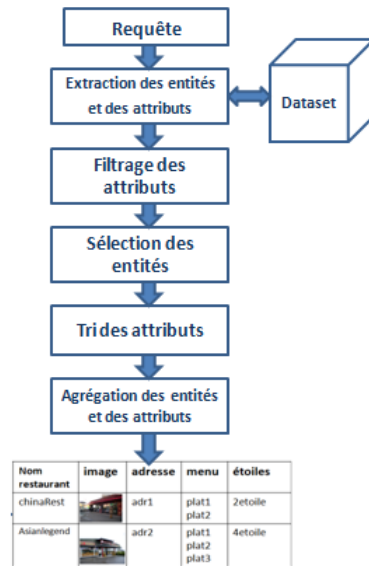 Requête
Extraction des entités
et des attributs
Dataset
Filtrage des
attributs
Sélection des
entités
Tri des attributs
Agrégation des entités
et des attributs
Nom restaurant image adresse menu étoiles
chinaRest adr1 plat1 2etoile
plat2
Asianlegend adr2 plat1 4etoile
plat2
plat3